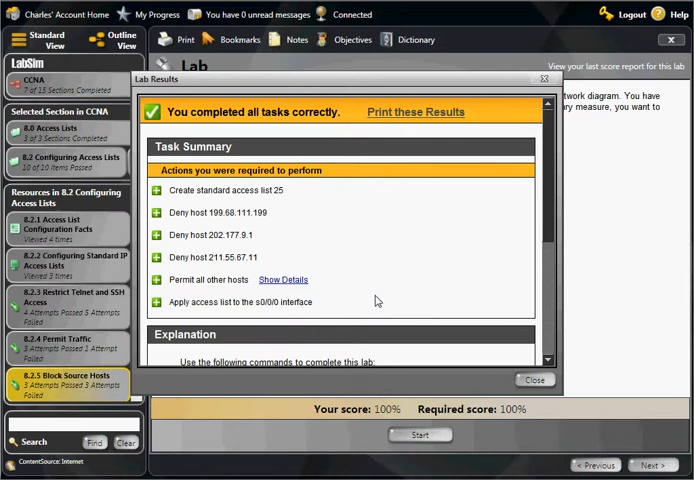 Charles' Account Home
My Progress
You have 0 unread messages
Connected
Logout
Help
Standard
View
Outline
View
Print
Bookmarks
Notes
Objectives
Dictionary
X
LabSim
CCNA
7 of 15 Sections Completed
Selected Section in CCNA
8.0 Access Lists
3 of 3 Sections Completed
8.2 Configuring Access Lists
10 of 10 Items Passed
Resources in 8.2 Configuring
Access Lists
8.2.1 Access List
Configuration Facts
Viewed 4 times
8.2.2 Configuring Standard IP
Access Lists
Viewed 3 times
8.2.3 Restrict Telnet and SSH
Access
4 Attempts Passed 5 Attempts
Failed
8.2.4 Permit Traffic
3 Attempts Passed 1 Attempt
Failed
8.2.5 Block Source Hosts
3 Attempts Passed 3 Attempts
Failed
Search
Find
Clear
ContentSource: Internet
Lab
View your last score report for this lab
twork diagram. You have
ary measure, you want to
Lab Results
You completed all tasks correctly.
Print these Results
Task Summary
Actions you were required to perform
Create standard access list 25
Deny host 199.68.111.199
Deny host 202.177.9.1
Deny host 211.55.67.11
Permit all other hosts
Show Details
Apply access list to the s0/0/0 interface
Explanation
Use the following commands to complete this lab:
Close
Your score: 100%
Required score: 100%
Start
< Previous
Next >